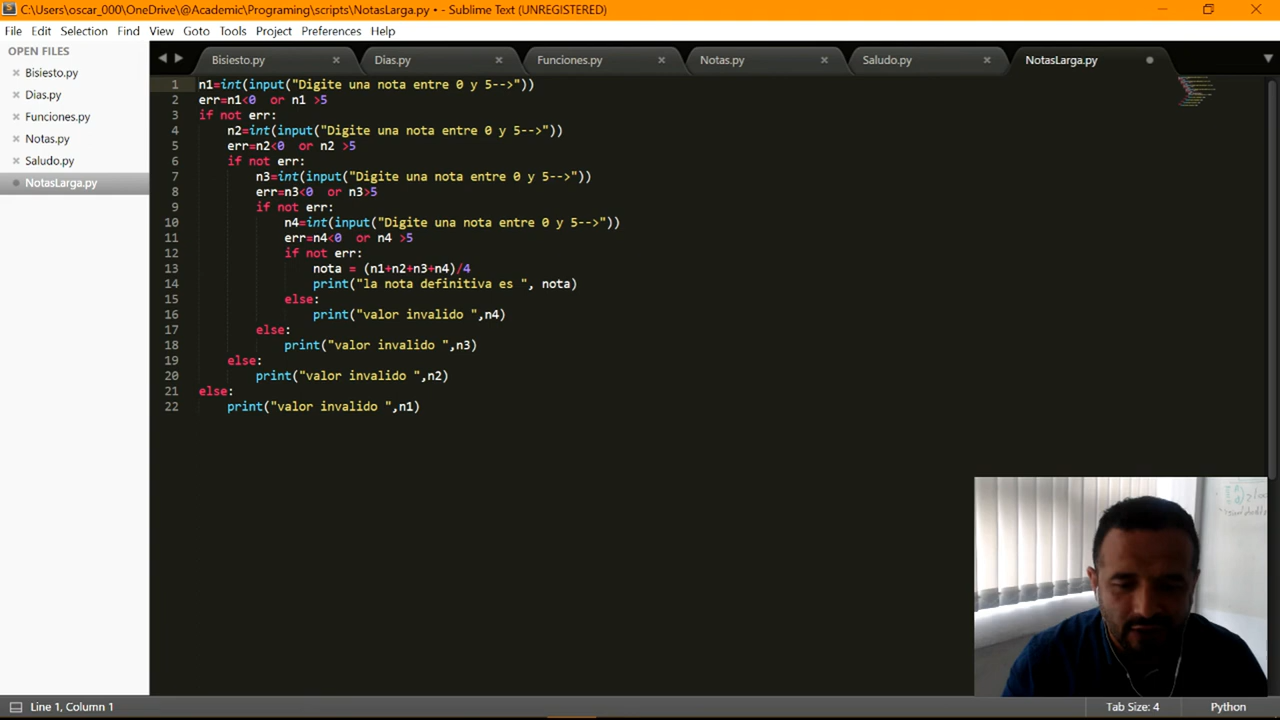 C:\Users\oscar_000\OneDrive\@Academic\Programing\scripts\NotasLarga.py • - Sublime Text (UNREGISTERED)
File Edit Selection Find View Goto Tools Project Preferences Help
OPEN FILES
Bisiesto.py
Dias.py
Funciones.py
Notas.py
Saludo.py
NotasLarga.py
Bisiesto.py Dias.py Funciones.py Notas.py Saludo.py NotasLarga.py
1 n1=int(input("Digite una nota entre 0 y 5-->"))
2 err=n1<0 or n1 >5
3 if not err:
4 n2=int(input("Digite una nota entre 0 y 5-->"))
5 err=n2<0 or n2 >5
6 if not err:
7 n3=int(input("Digite una nota entre 0 y 5-->"))
8 err=n3<0 or n3>5
9 if not err:
10 n4=int(input("Digite una nota entre 0 y 5-->"))
11 err=n4<0 or n4 >5
12 if not err:
13 nota = (n1+n2+n3+n4)/4
14 print("la nota definitiva es ", nota)
15 else:
16 print("valor invalido ",n4)
17 else:
18 print("valor invalido ",n3)
19 else:
20 print("valor invalido ",n2)
21 else:
22 print("valor invalido ",n1)
Line 1, Column 1
Tab Size: 4
Python